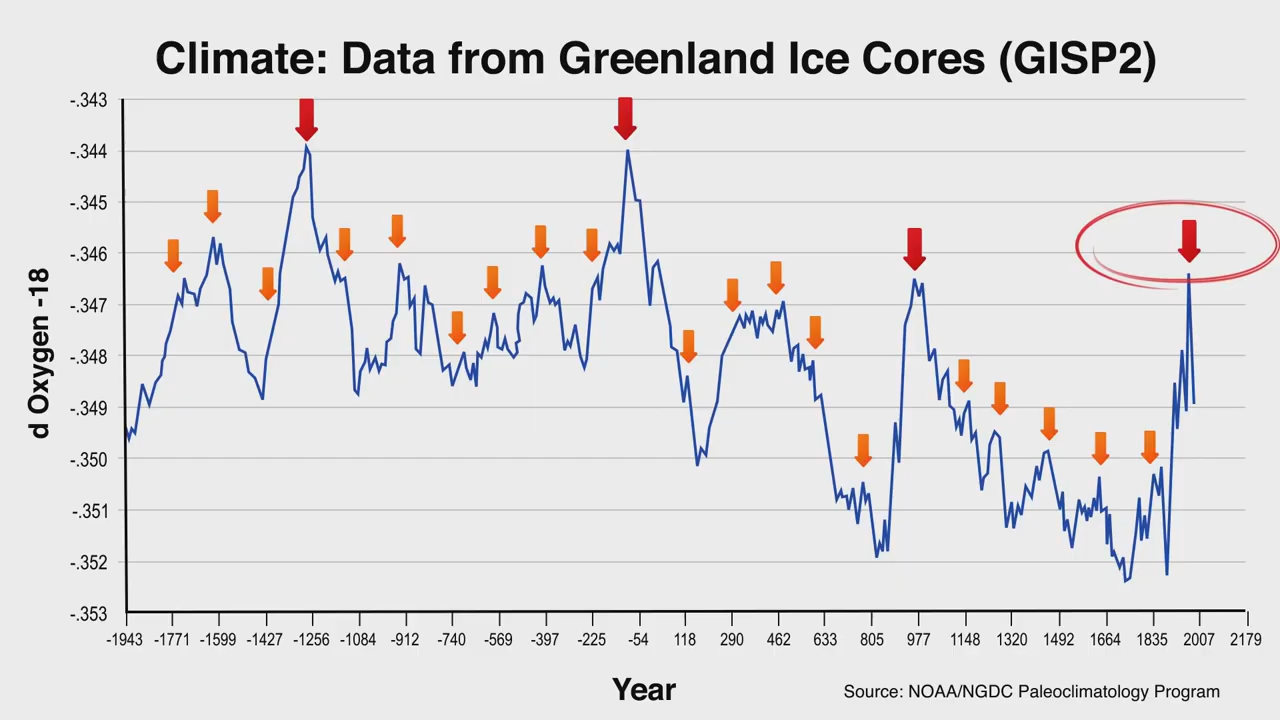 Climate: Data from Greenland Ice Cores (GISP2)
-.343
-.344
-.345
-.346
-.347
-.348
-.349
-.350
-.351
-.352
-.353
d Oxygen -18
-1943 -1771 -1599 -1427 -1256 -1084 -912 -740 -569 -397 -225 -54 118 290 462 633 805 977 1148 1320 1492 1664 1835 2007 2179
Year
Source: NOAA/NGDC Paleoclimatology Program